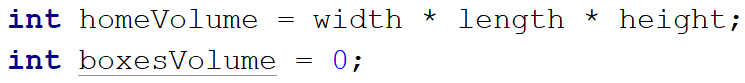 int homeVolume = width * length * height;
int boxesVolume = 0;